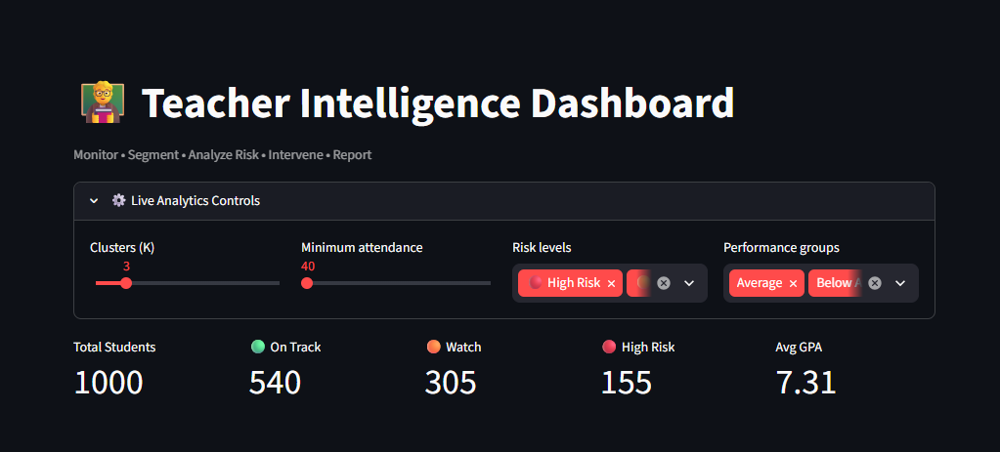 Teacher Intelligence Dashboard
Monitor • Segment • Analyze Risk • Intervene • Report
Live Analytics Controls
Clusters (K) Minimum attendance Risk levels Performance groups
3 40
High Risk × Average × Below
Total Students On Track Watch High Risk Avg GPA
1000 540 305 155 7.31